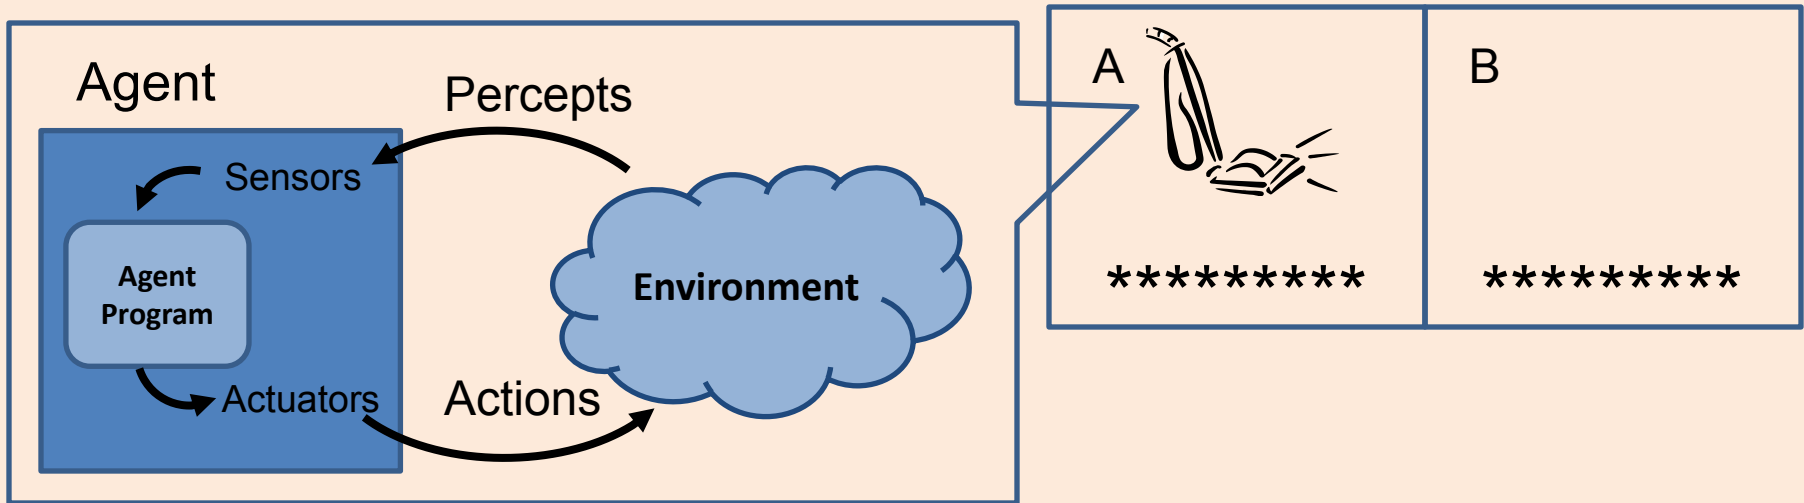 Agent
Percepts
Sensors
Agent
Program
Actuators
Actions
Environment
A
B
*********
*********